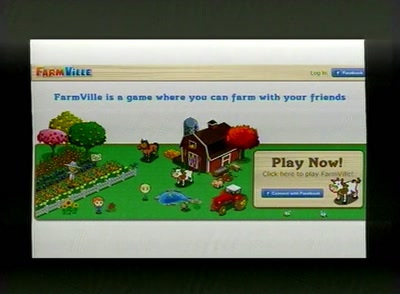 FARMVILLE
Log In
Facebook
FarmVille is a game where you can farm with your friends
Play Now!
Click here to play FarmVille!
Connect with Facebook